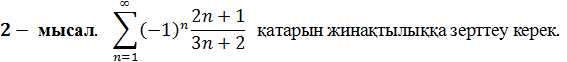 2 – мысал. $\sum_{n=1}^{\infty}(-1)^n\frac{2n+1}{3n+2}$ қатарын жинақтылыққа зерттеу керек.